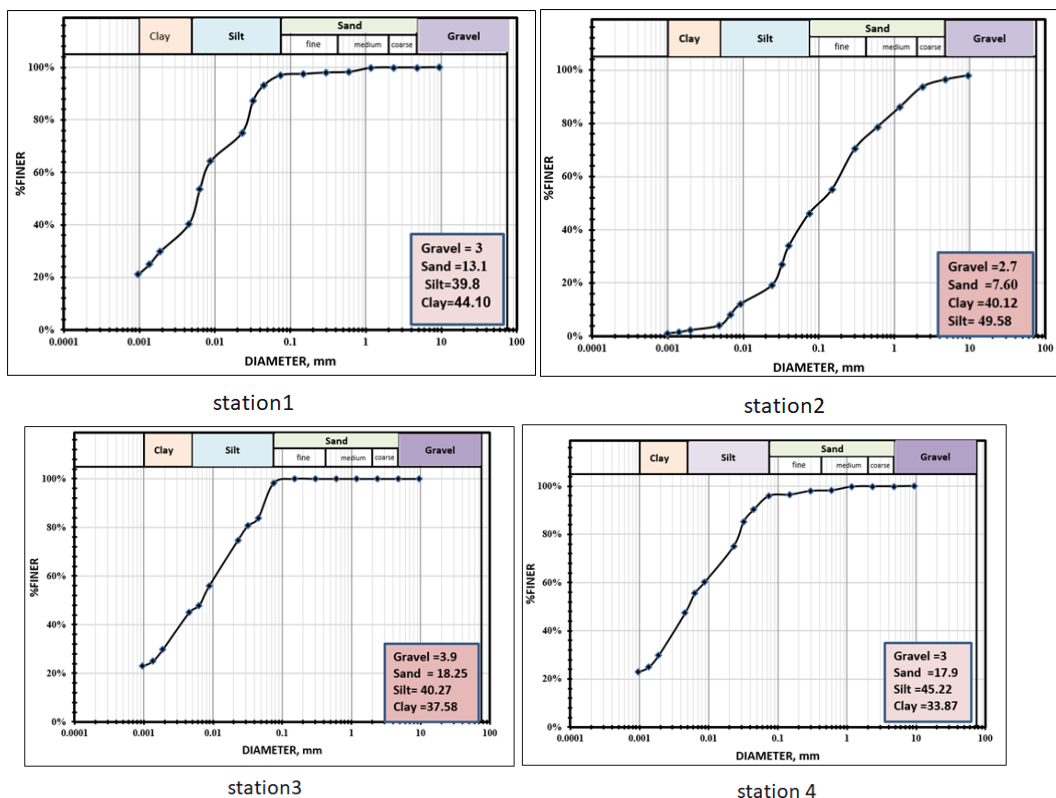 Clay Silt Sand Gravel
fine medium coarse
100%
80%
60%
40%
20%
0%
%FINER
Gravel = 3
Sand =13.1
Silt=39.8
Clay=44.10
0.0001 0.001 0.01 0.1 1 10 100
DIAMETER, mm
station1
Clay Silt Sand Gravel
fine medium coarse
100%
80%
60%
40%
20%
0%
%FINER
Gravel =2.7
Sand =7.60
Clay =40.12
Silt= 49.58
0.0001 0.001 0.01 0.1 1 10 100
DIAMETER, mm
station2
Clay Silt Sand Gravel
fine medium coarse
100%
80%
60%
40%
20%
0%
%FINER
Gravel =3.9
Sand = 18.25
Silt= 40.27
Clay =37.58
0.0001 0.001 0.01 0.1 1 10 100
DIAMETER, mm
station3
Clay Silt Sand Gravel
fine medium coarse
100%
80%
60%
40%
20%
0%
%FINER
Gravel =3
Sand =17.9
Silt =45.22
Clay =33.87
0.0001 0.001 0.01 0.1 1 10 100
DIAMETER, mm
station 4